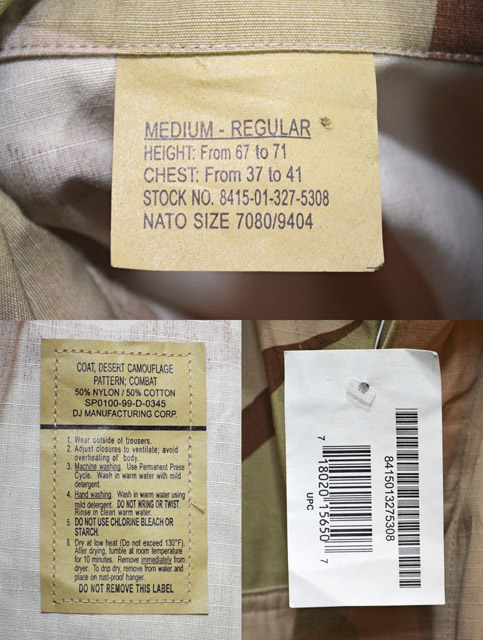 MEDIUM - REGULAR
HEIGHT: From 67 to 71
CHEST: From 37 to 41
STOCK NO. 8415-01-327-5308
NATO SIZE 7080/9404
COAT, DESERT CAMOUFLAGE
PATTERN; COMBAT
50% NYLON / 50% COTTON
SP0100-99-D-0345
DJ MANUFACTURING CORP.
1. Wear outside of trousers.
2. Adjust closures to ventilate; avoid
overheating of body.
3. Machine washing. Use Permanent Press
Cycle. Wash in warm water with mild
detergent.
4. Hand washing. Wash in warm water using
mild detergent. DO NOT WRING OR TWIST.
Rinse in clean warm water.
5. DO NOT USE CHLORINE BLEACH OR
STARCH.
6. Dry at low heat (Do not exceed 130°F).
After drying, tumble at room temperature
for 10 minutes. Remove immediately from
dryer. To drip dry, remove from water and
place on rust-proof hanger.
DO NOT REMOVE THIS LABEL
8415013275308
7 18020 15650 7
UPC